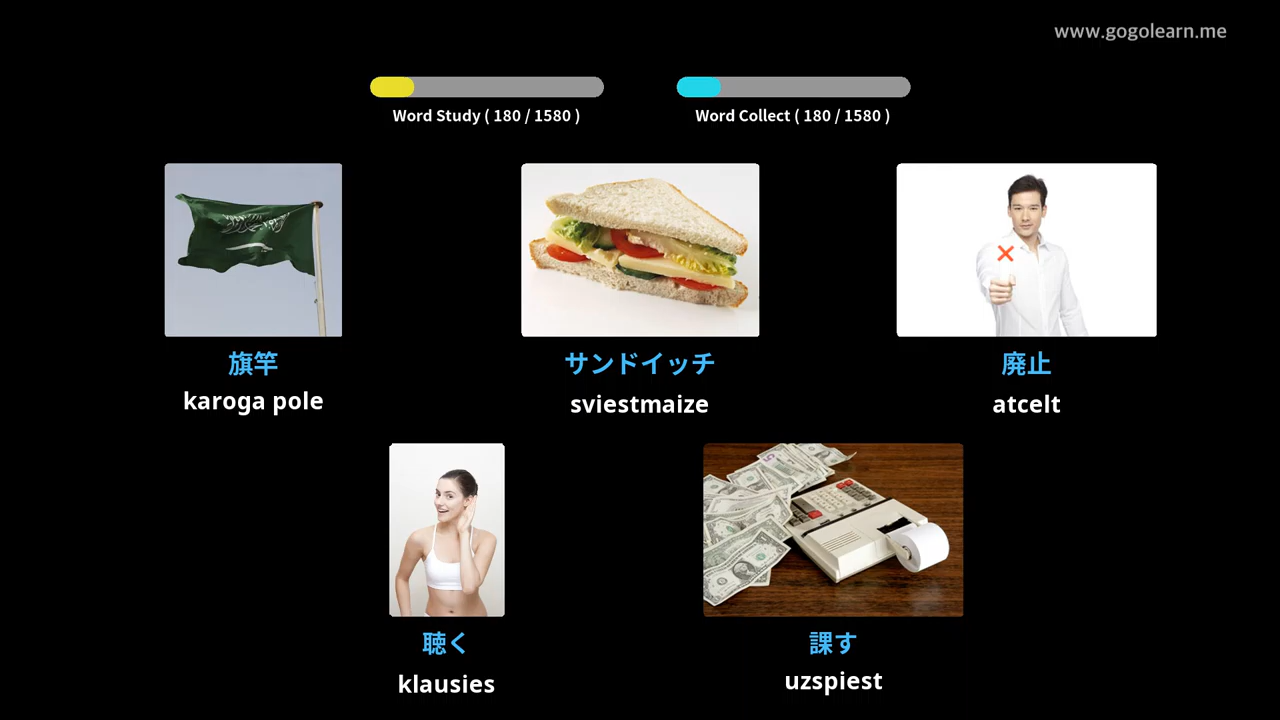 www.gogolearn.me
Word Study ( 180 / 1580 )
Word Collect ( 180 / 1580 )
旗竿
karoga pole
サンドイッチ
sviestmaize
廃止
atcelt
聴く
klausies
課す
uzspiest